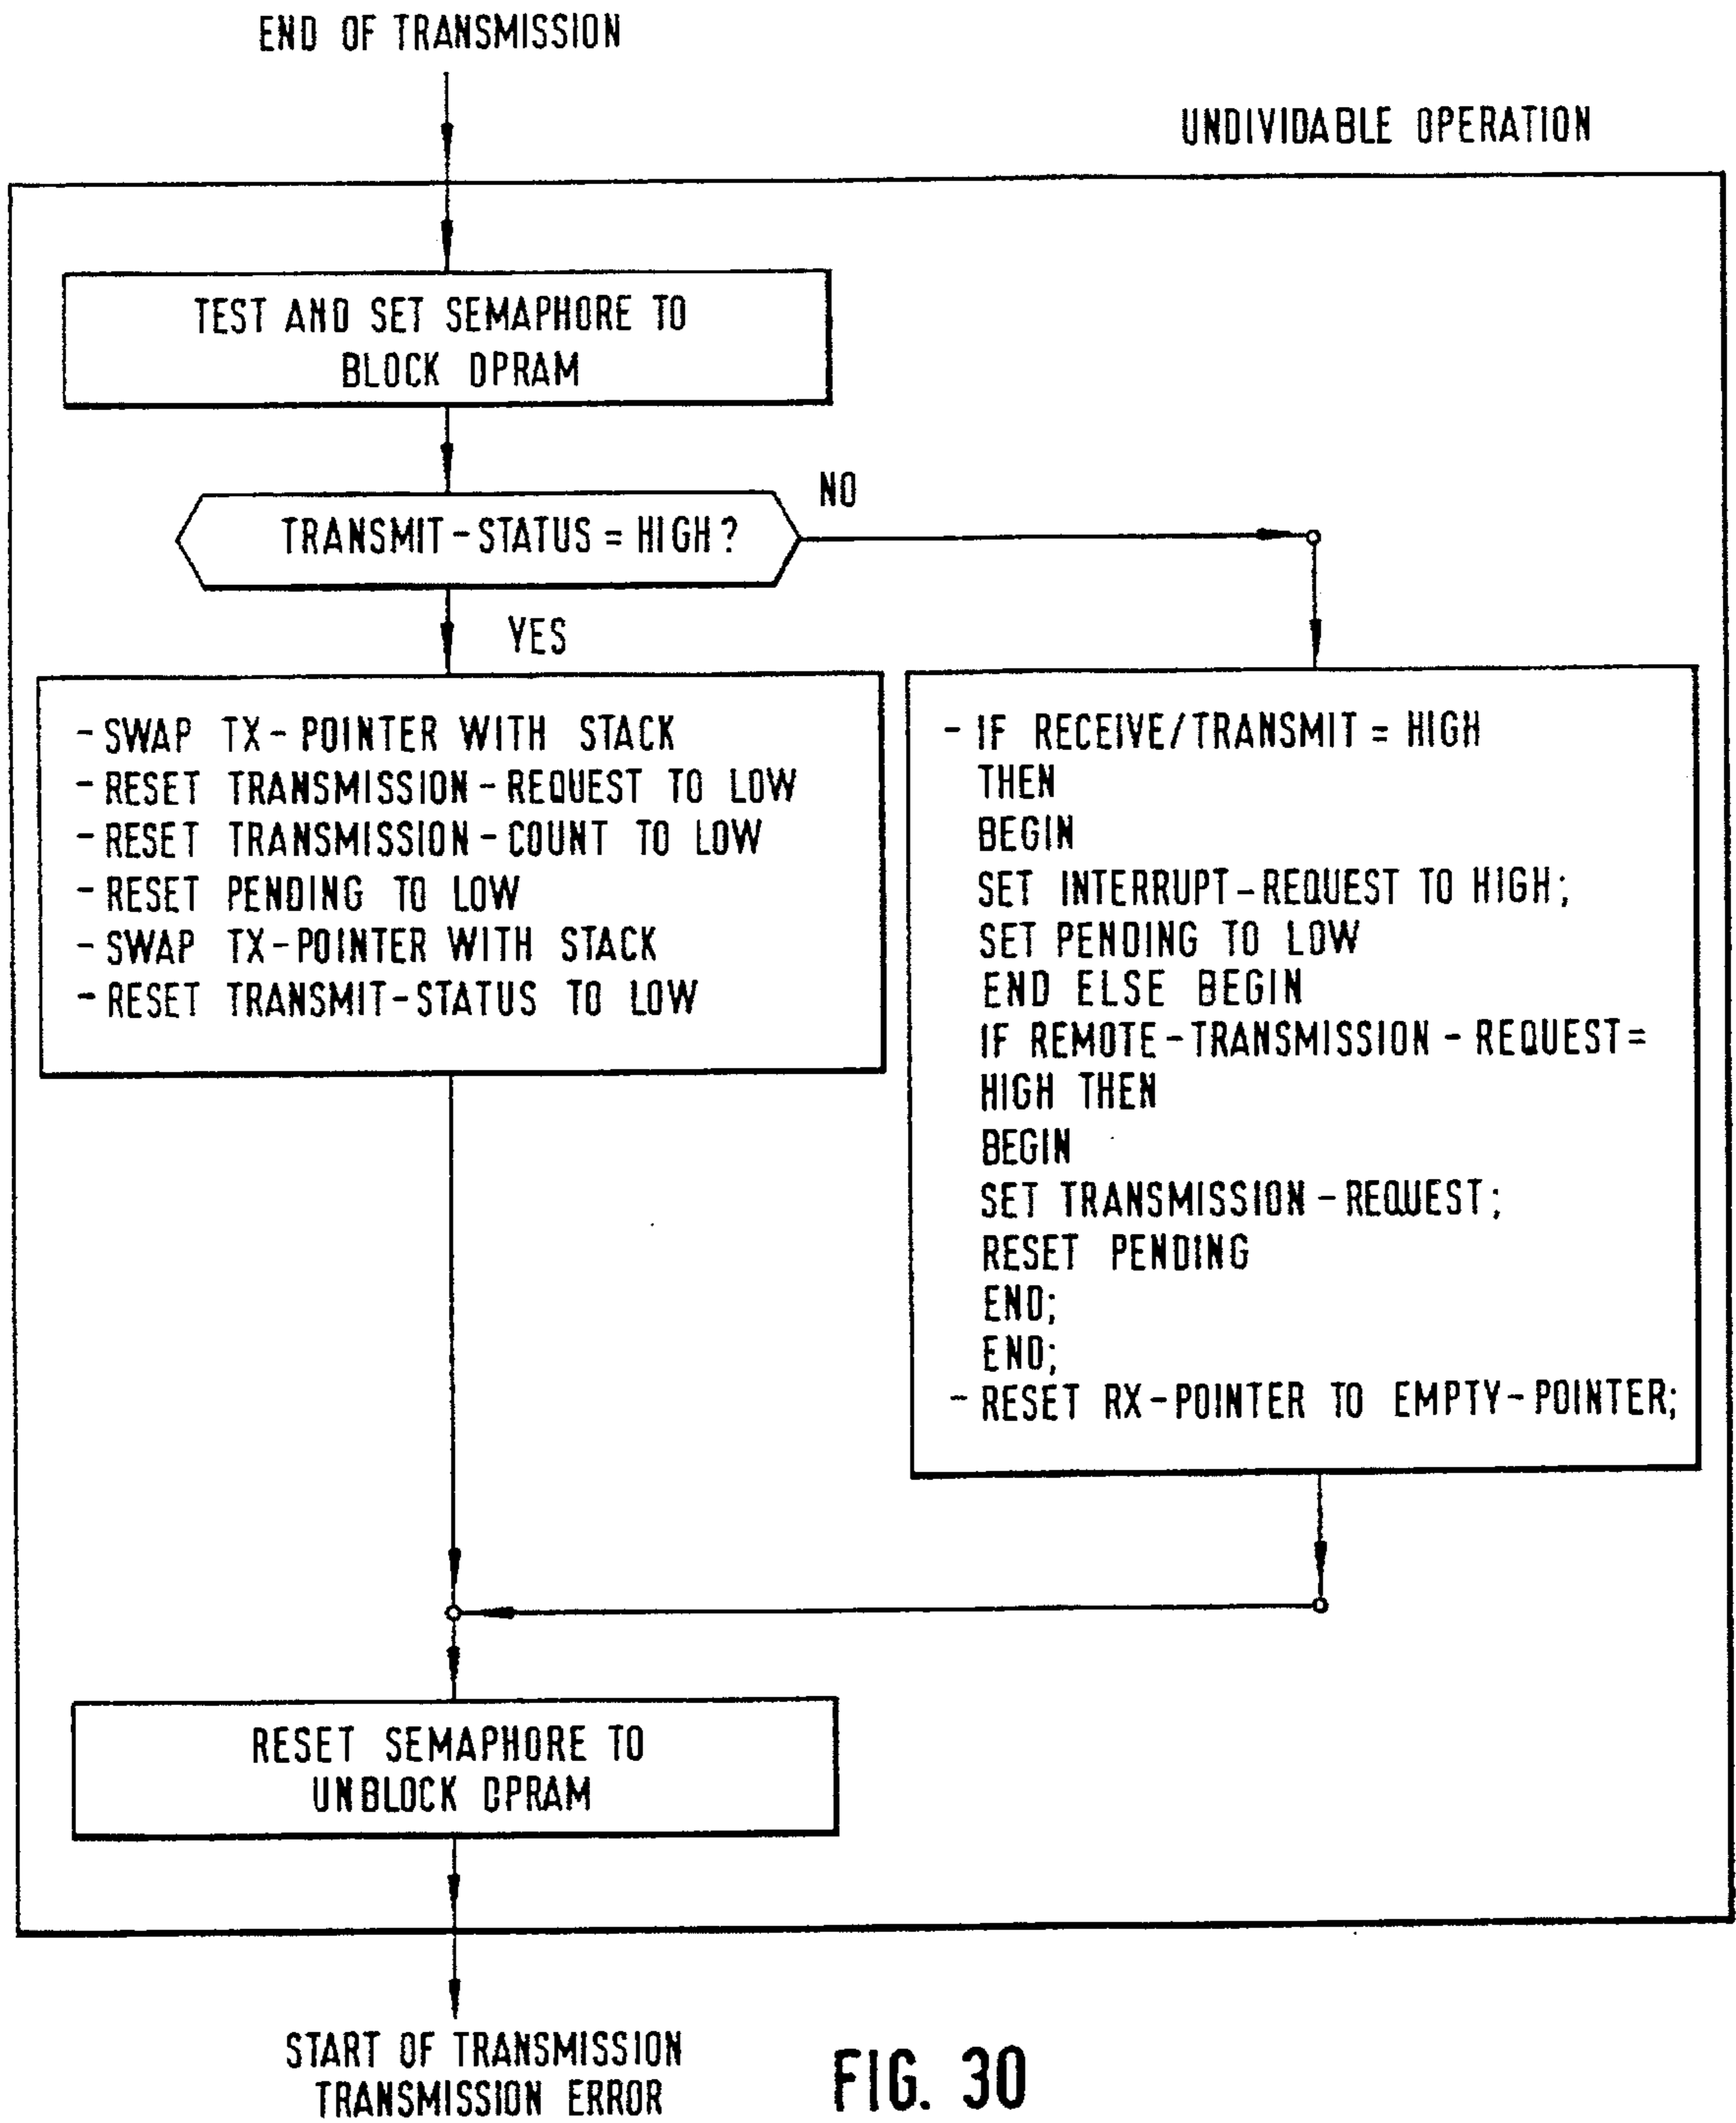 END OF TRANSMISSION
UNDIVIDABLE OPERATION
TEST AND SET SEMAPHORE TO
BLOCK DPRAM
TRANSMIT-STATUS = HIGH?
NO
YES
- SWAP TX-POINTER WITH STACK
- RESET TRANSMISSION-REQUEST TO LOW
- RESET TRANSMISSION-COUNT TO LOW
- RESET PENDING TO LOW
- SWAP TX-POINTER WITH STACK
- RESET TRANSMIT-STATUS TO LOW
- IF RECEIVE/TRANSMIT = HIGH
THEN
BEGIN
SET INTERRUPT-REQUEST TO HIGH;
SET PENDING TO LOW
END ELSE BEGIN
IF REMOTE-TRANSMISSION-REQUEST=
HIGH THEN
BEGIN
SET TRANSMISSION-REQUEST;
RESET PENDING
END;
END;
- RESET RX-POINTER TO EMPTY-POINTER;
RESET SEMAPHORE TO
UNBLOCK DPRAM
START OF TRANSMISSION
TRANSMISSION ERROR
FIG. 30